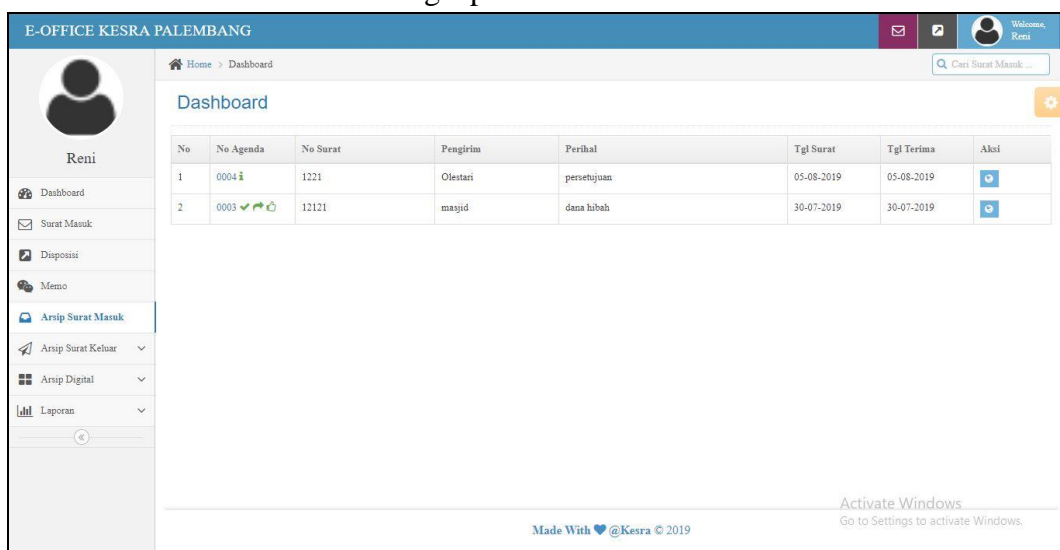 E-OFFICE KESRA PALEMBANG
Welcome,
Reni
Home > Dashboard
Cari Surat Masuk ...
Reni
Dashboard
Surat Masuk
Disposisi
Memo
Arsip Surat Masuk
Arsip Surat Keluar
Arsip Digital
Laporan
Dashboard
No No Agenda No Surat Pengirim Perihal Tgl Surat Tgl Terima Aksi
1 0004 1221 Olestari persetujuan 05-08-2019 05-08-2019
2 0003 12121 masjid dana hibah 30-07-2019 30-07-2019
Activate Windows
Go to Settings to activate Windows.
Made With @Kesra © 2019